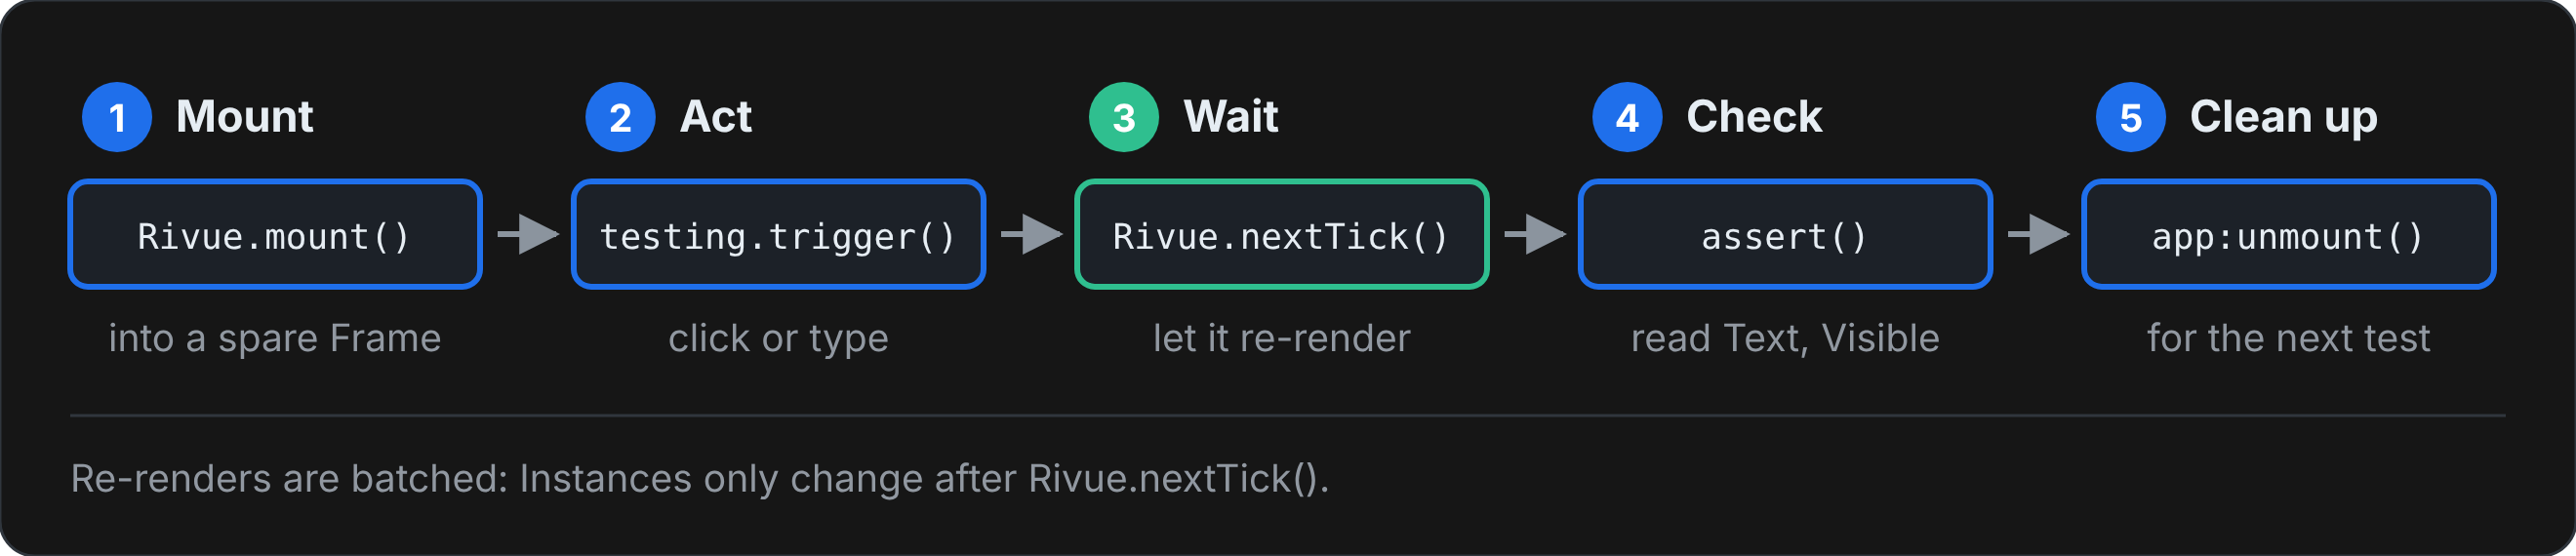 1 Mount
Rivue.mount()
into a spare Frame
2 Act
testing.trigger()
click or type
3 Wait
Rivue.nextTick()
let it re-render
4 Check
assert()
read Text, Visible
5 Clean up
app:unmount()
for the next test
Re-renders are batched: Instances only change after Rivue.nextTick().